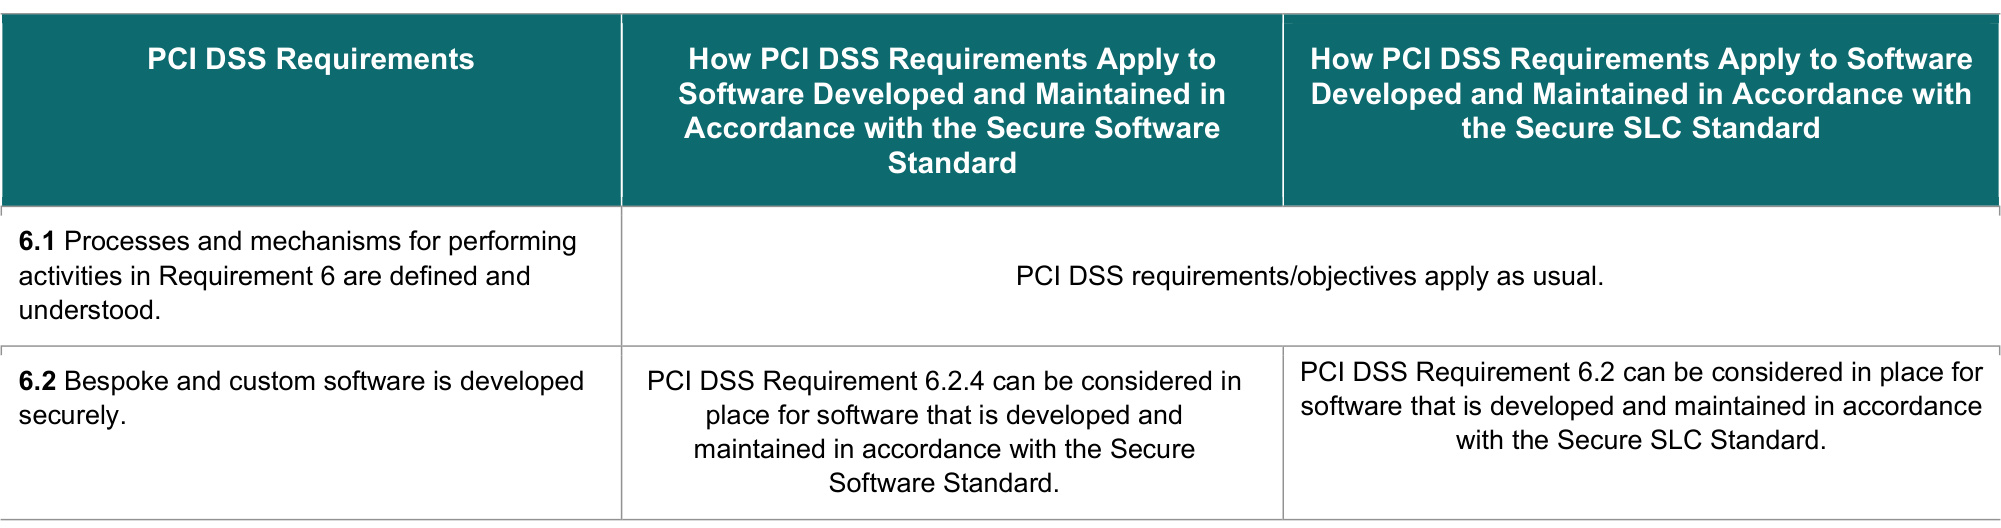 PCI DSS Requirements
How PCI DSS Requirements Apply to
Software Developed and Maintained in
Accordance with the Secure Software
Standard
How PCI DSS Requirements Apply to Software
Developed and Maintained in Accordance with
the Secure SLC Standard
6.1 Processes and mechanisms for performing
activities in Requirement 6 are defined and
understood.
PCI DSS requirements/objectives apply as usual.
6.2 Bespoke and custom software is developed
securely.
PCI DSS Requirement 6.2.4 can be considered in
place for software that is developed and
maintained in accordance with the Secure
Software Standard.
PCI DSS Requirement 6.2 can be considered in place for
software that is developed and maintained in accordance
with the Secure SLC Standard.